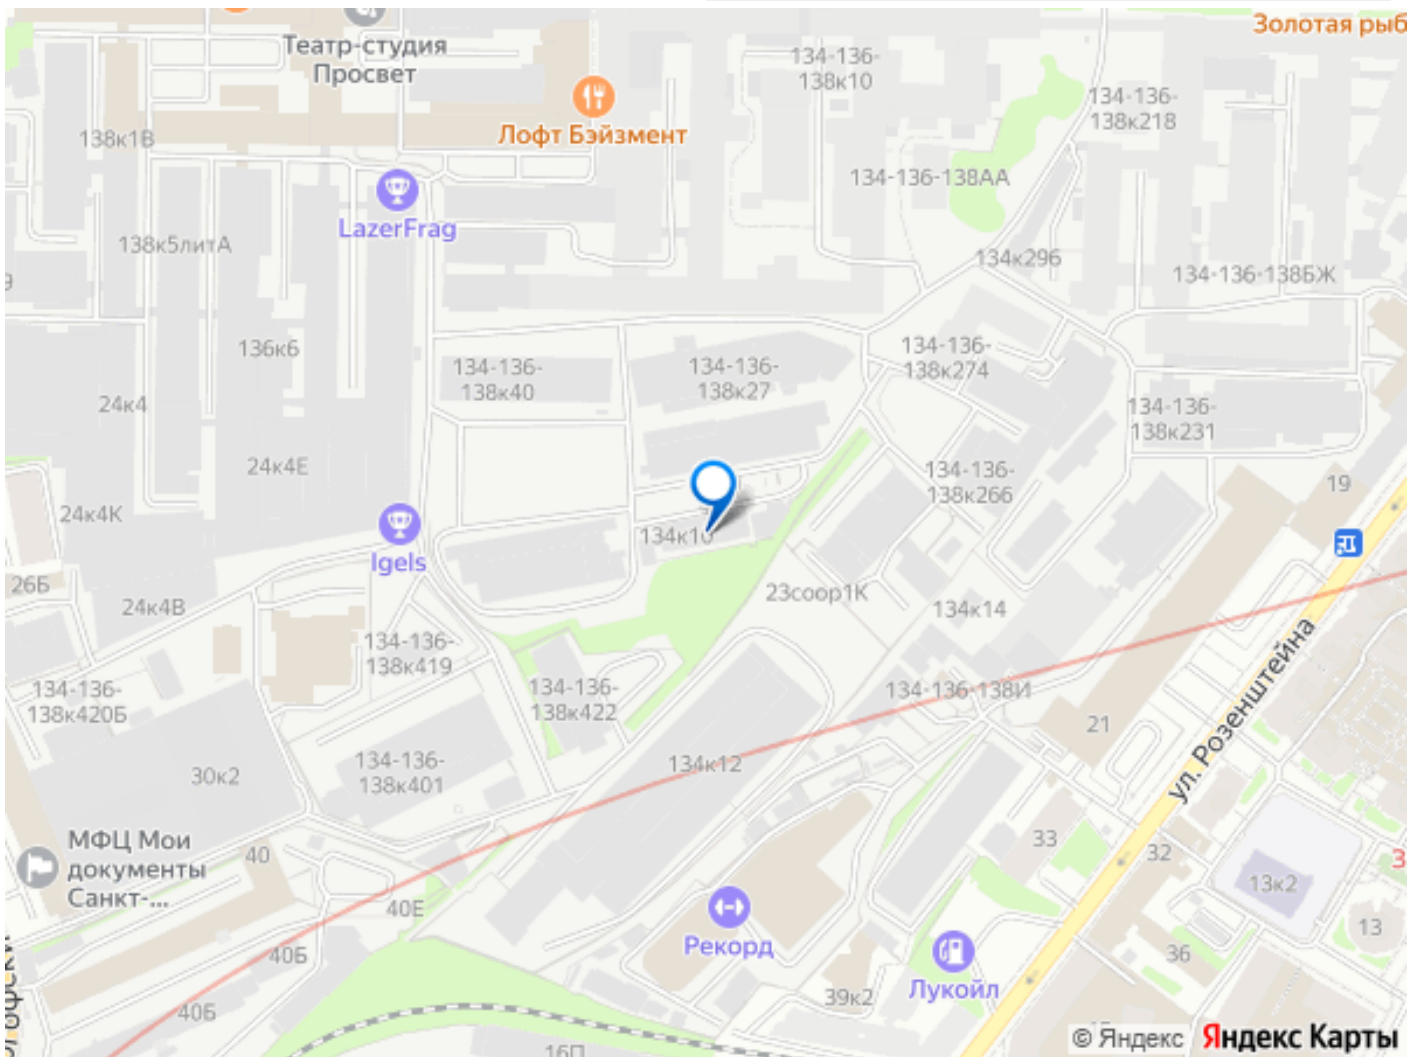 Золотая рыб
Театр-студия
Просвет
134-136-
138к10
134-136-
138к218
138к1В
Лофт Бэйзмент
134-136-138АА
LazerFrag
138к5литА
134к296
134-136-138БЖ
9
136к6
134-136-
138к40
134-136-
138к27
134-136-
138к274
24к4
134-136-
138к231
24к4Е
134-136-
138к266
19
24к4К
134к10
Igels
26Б
23соор1К
24к4В
134к14
134-136-
138к419
ул. Розенштейна
134-136-
138к420Б
134-136-
138к422
134-136-138И
21
30к2
134-136-
138к401
134к12
МФЦ Мои
документы
Санкт-...
40
33
32
З
13к2
40Е
Рекорд
13
40Б
Лукойл
36
39к2
406
16П
© Яндекс
Яндекс Карты